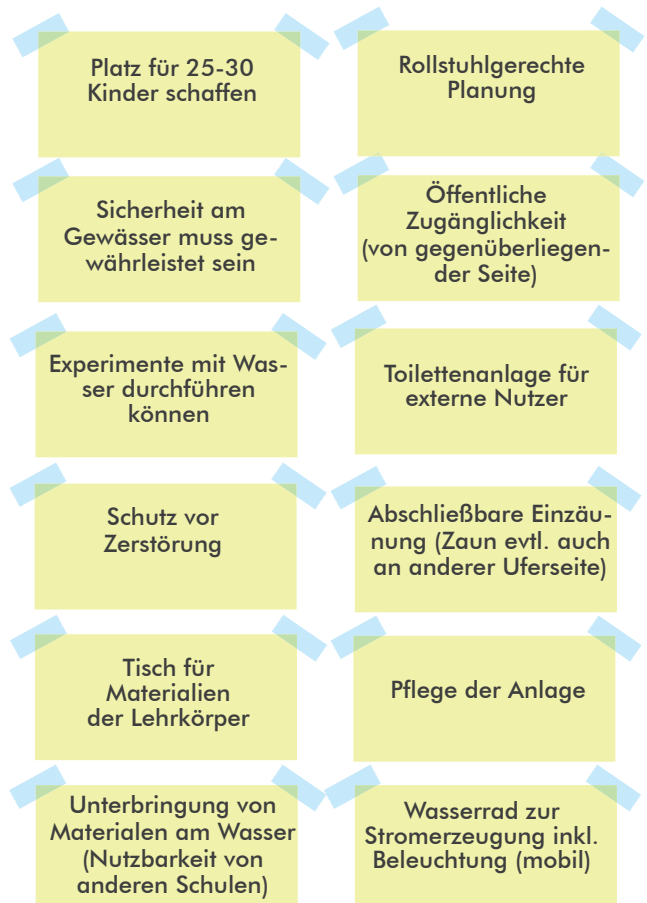 Platz für 25-30
Kinder schaffen
Rollstuhlgerechte
Planung
Sicherheit am
Gewässer muss ge-
währleistet sein
Öffentliche
Zugänglichkeit
(von gegenüberliegen-
der Seite)
Experimente mit Was-
ser durchführen
können
Toilettenanlage für
externe Nutzer
Schutz vor
Zerstörung
Abschließbare Einzäu-
nung (Zaun evtl. auch
an anderer Uferseite)
Tisch für
Materialien
der Lehrkörper
Pflege der Anlage
Unterbringung von
Materialen am Wasser
(Nutzbarkeit von
anderen Schulen)
Wasserrad zur
Stromerzeugung inkl.
Beleuchtung (mobil)